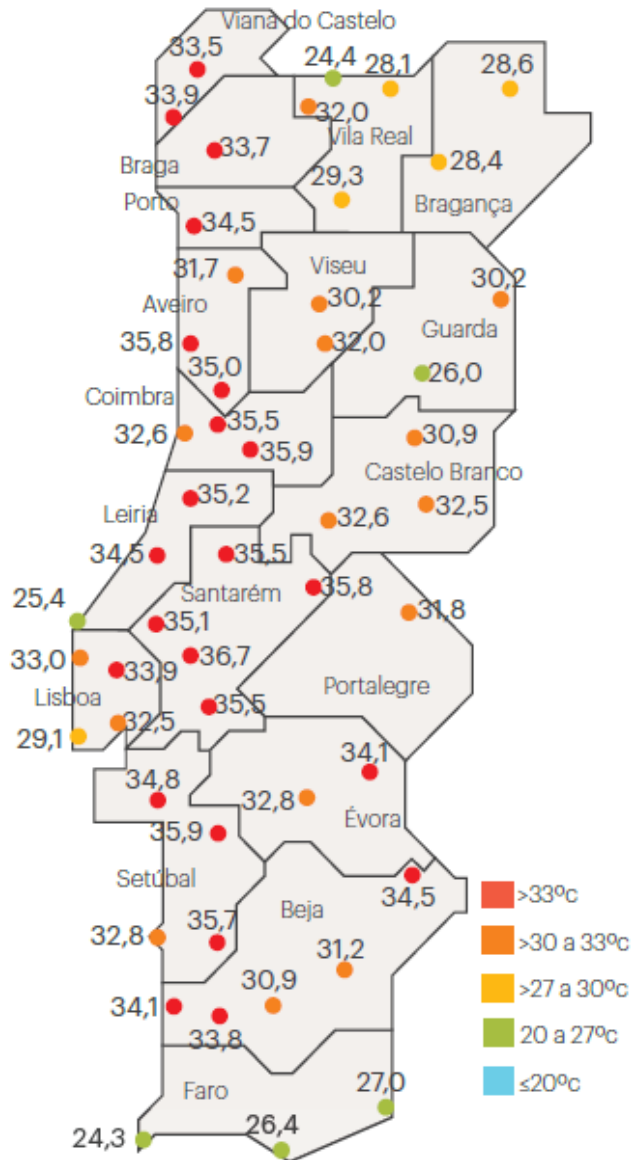 Viana do Castelo
33,5
24,4
28,1
28,6
33,9
32,0
Vila Real
33,7
Braga
28,4
29,3
Bragança
Porto
34,5
31,7
Viseu
30,2
30,2
Aveiro
Guarda
35,8
32,0
35,0
26,0
Coimbra
35,5
32,6
30,9
35,9
Castelo Branco
35,2
32,5
Leiria
32,6
34,5
35,5
35,8
Santarém
25,4
31,8
35,1
33,0
36,7
33,9
Portalegre
Lisboa
35,5
32,5
29,1
34,1
34,8
32,8
Évora
35,9
Setúbal
34,5
Beja
35,7
32,8
31,2
30,9
34,1
33,8
Faro
27,0
26,4
24,3
>33ºc
>30 a 33ºc
>27 a 30ºc
20 a 27ºc
≤20ºc